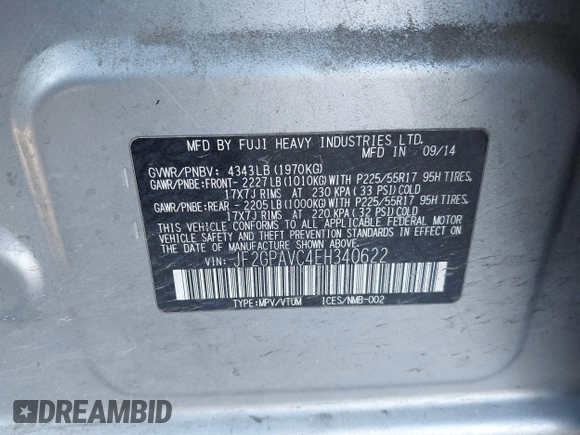 MFD BY FUJI HEAVY INDUSTRIES LTD.
MFD IN 09/14
GVWR/PNBV: 4343LB (1970KG)
GAWR/PNBE:FRONT- 2227LB(1010KG)WITH P225/55R17 95H TIRES,
17X7J RIMS AT 230 KPA( 33 PSI)COLD
GAWR/PNBE:REAR - 2205LB(1000KG)WITH P225/55R17 95H TIRES,
17X7J RIMS AT 220 KPA( 32 PSI)COLD
THIS VEHICLE CONFORMS TO ALL APPLICABLE FEDERAL MOTOR
VEHICLE SAFETY AND BUMPER STANDARDS IN EFFECT ON
THE DATE OF MANUFACTURE SHOWN ABOVE.
VIN: JF2GPAVC4EH340622
TYPE:MPV/VTUM ICES/NMB-002
DREAMBID